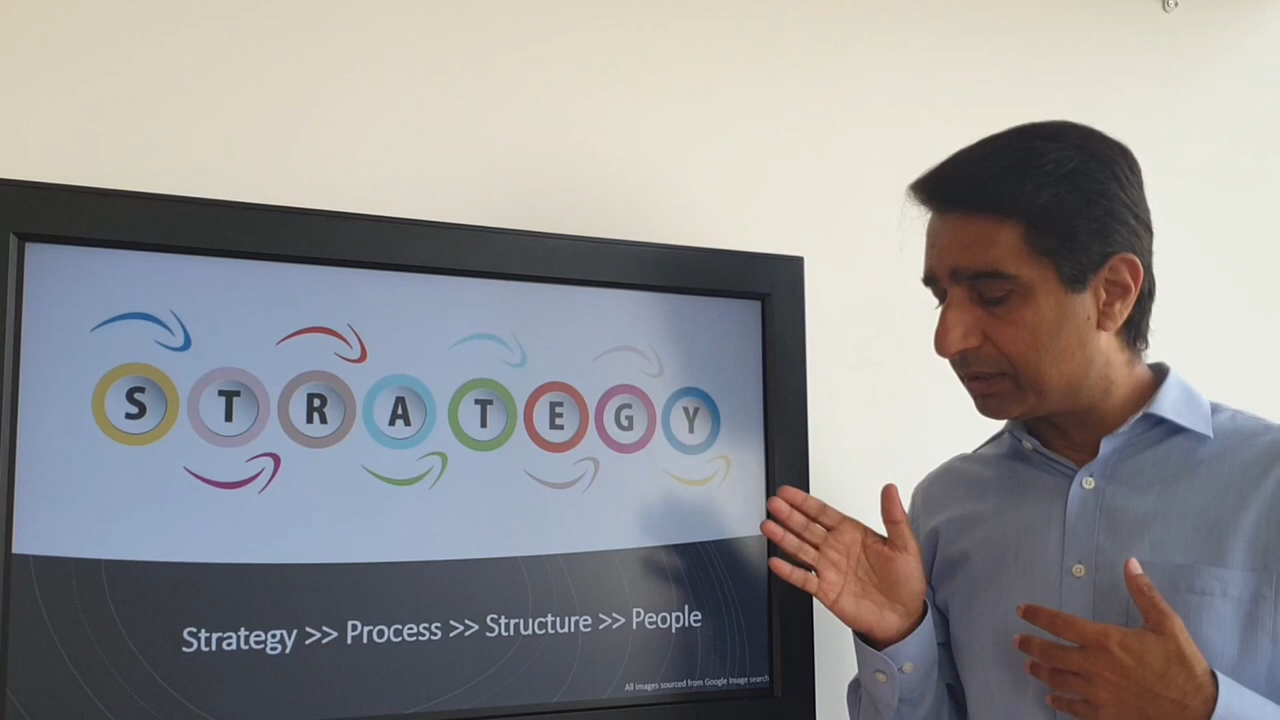 STRATEGY
Strategy >> Process >> Structure >> People
All images sourced from Google Image search